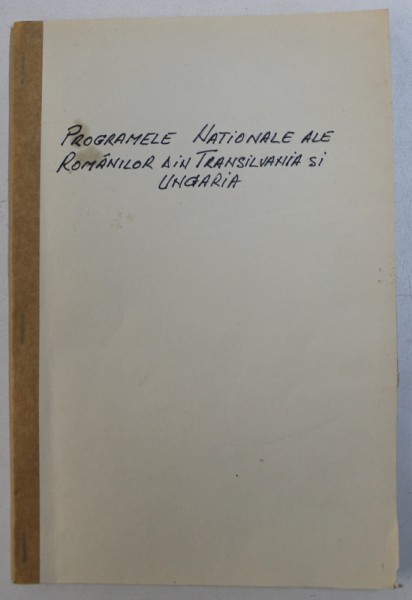 PROGRAMELE NATIONALE ALE
ROMÂNILOR DIN TRANSILVANIA SI
UNGARIA